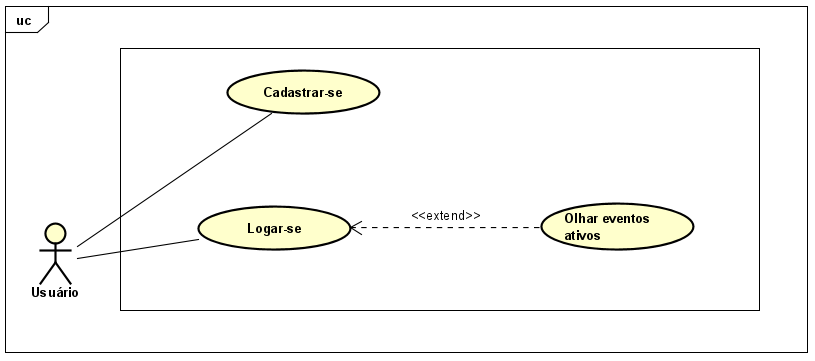 uc
Cadastrar-se
Logar-se
<<extend>>
Olhar eventos
ativos
Usuário